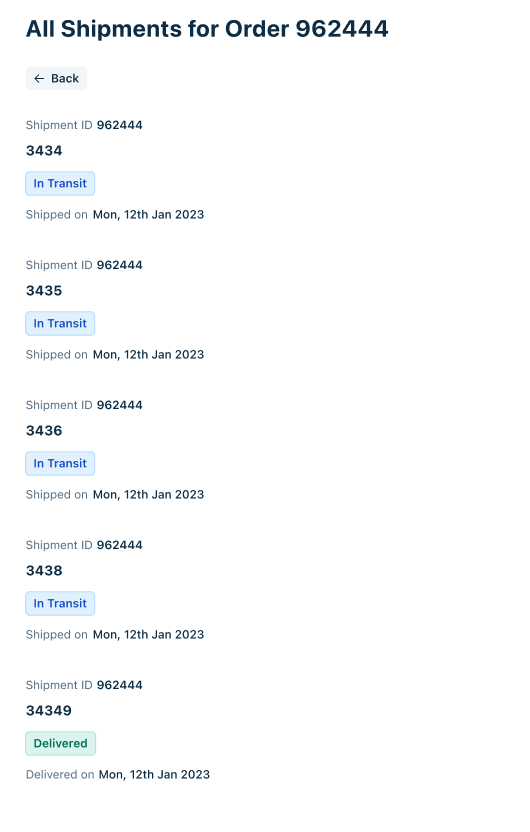 All Shipments for Order 962444
← Back
Shipment ID 962444
3434
In Transit
Shipped on Mon, 12th Jan 2023
Shipment ID 962444
3435
In Transit
Shipped on Mon, 12th Jan 2023
Shipment ID 962444
3436
In Transit
Shipped on Mon, 12th Jan 2023
Shipment ID 962444
3438
In Transit
Shipped on Mon, 12th Jan 2023
Shipment ID 962444
34349
Delivered
Delivered on Mon, 12th Jan 2023